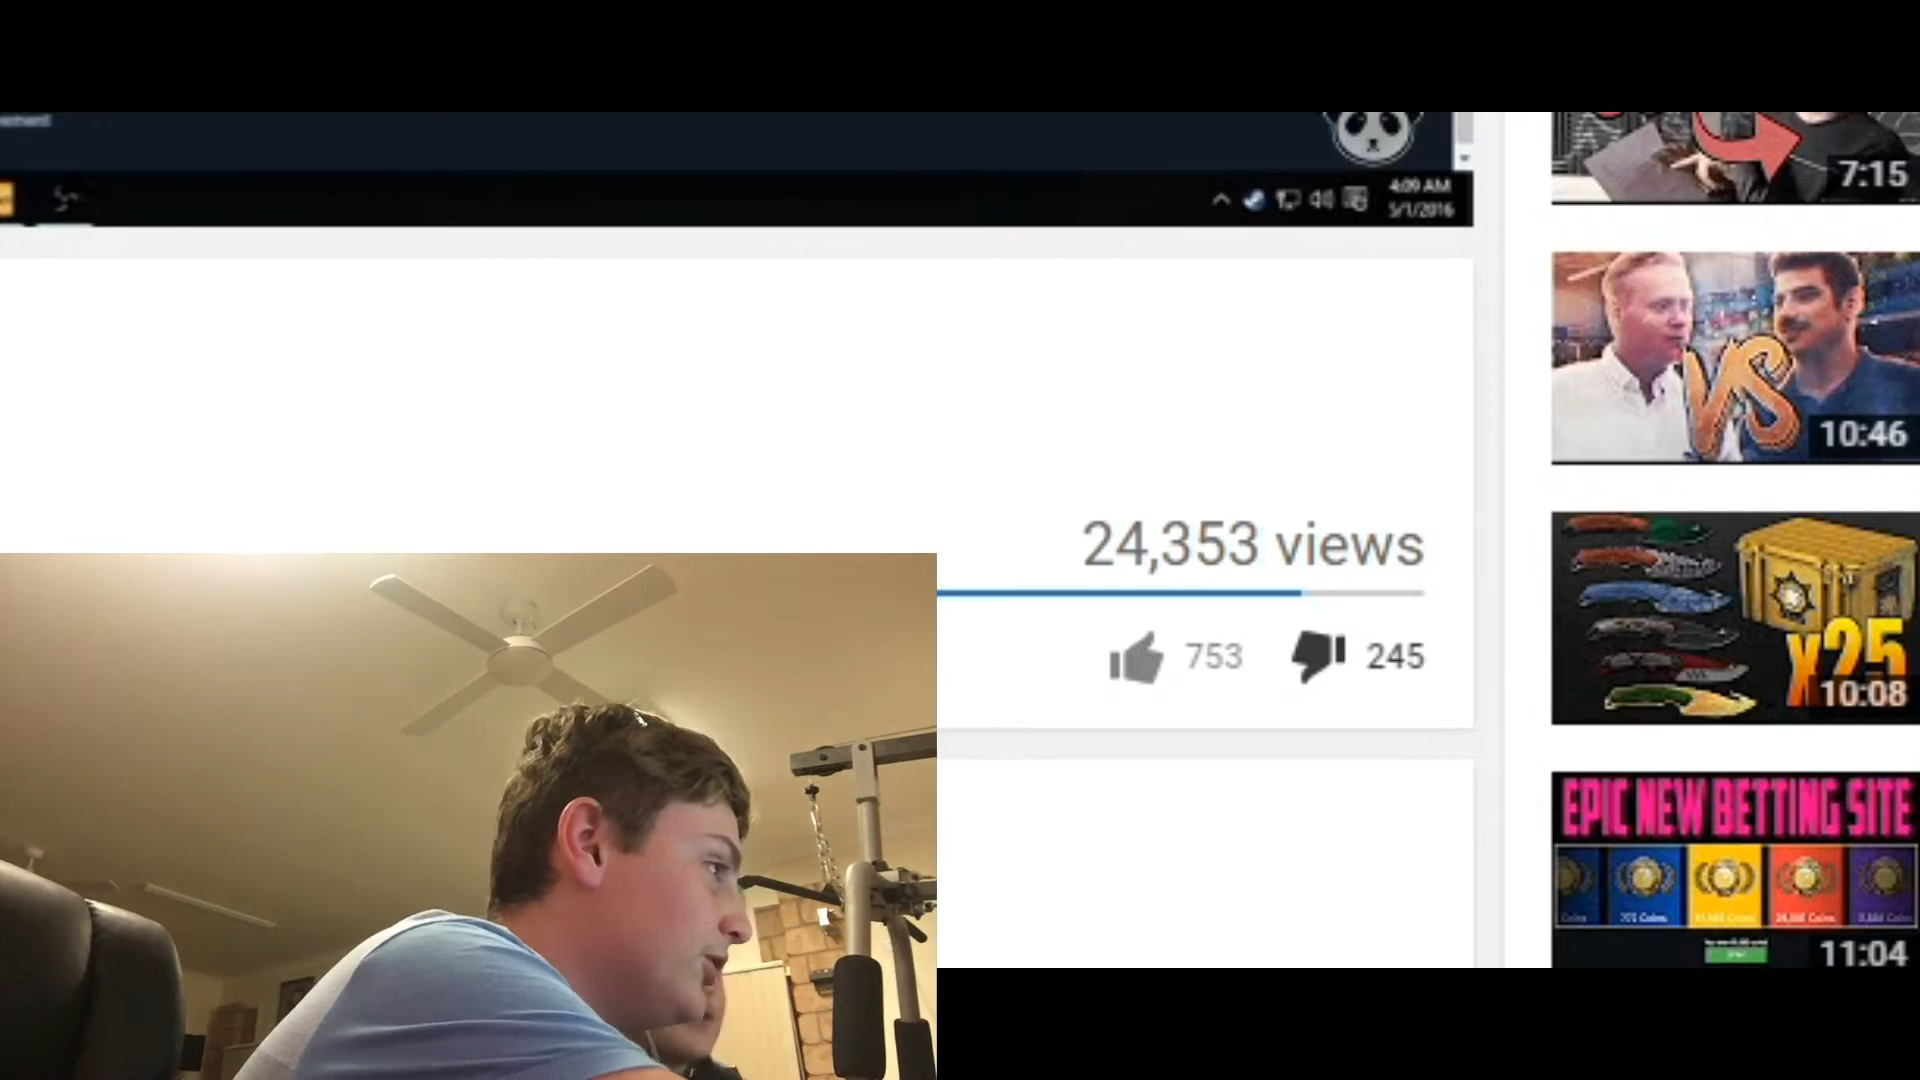 4:09 AM
5/1/2016
7:15
VS
10:46
24,353 views
753
245
x25
10:08
EPIC NEW BETTING SITE
11:04